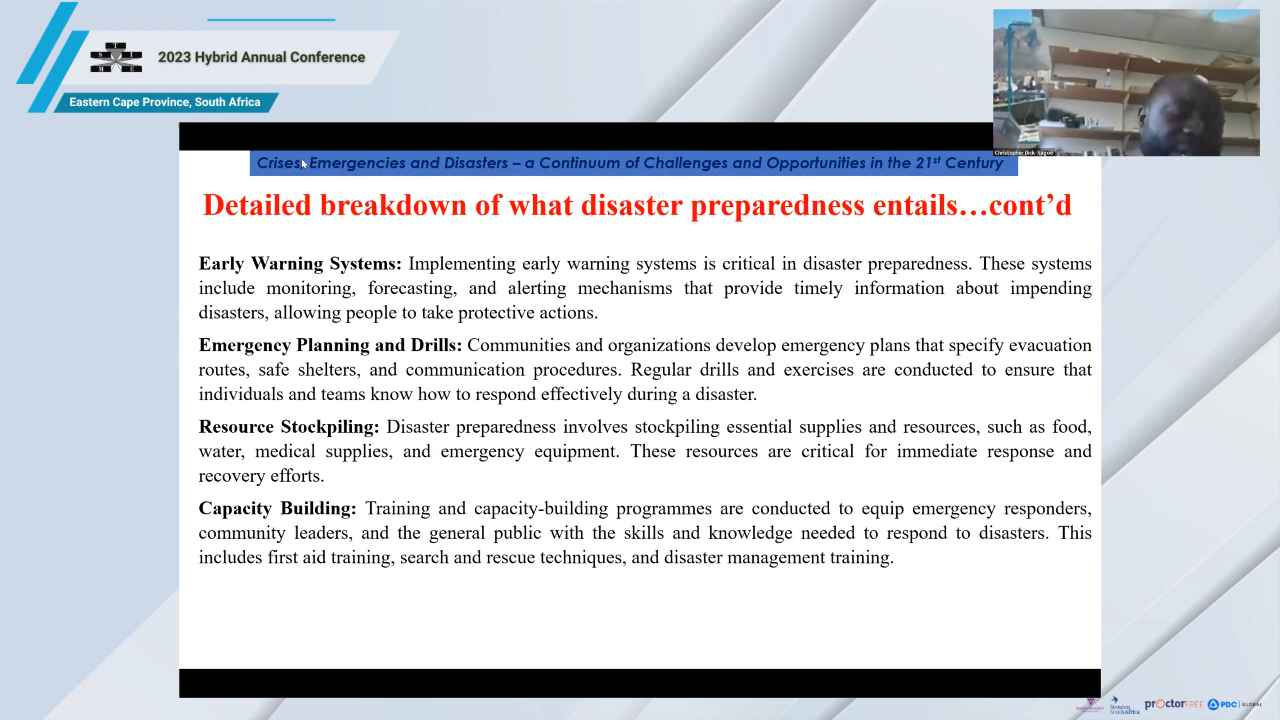 2023 Hybrid Annual Conference
Eastern Cape Province, South Africa
Christopher Dick-Sagoe
Crises, Emergencies and Disasters – a Continuum of Challenges and Opportunities in the 21st Century
Detailed breakdown of what disaster preparedness entails…cont’d
Early Warning Systems: Implementing early warning systems is critical in disaster preparedness. These systems
include monitoring, forecasting, and alerting mechanisms that provide timely information about impending
disasters, allowing people to take protective actions.
Emergency Planning and Drills: Communities and organizations develop emergency plans that specify evacuation
routes, safe shelters, and communication procedures. Regular drills and exercises are conducted to ensure that
individuals and teams know how to respond effectively during a disaster.
Resource Stockpiling: Disaster preparedness involves stockpiling essential supplies and resources, such as food,
water, medical supplies, and emergency equipment. These resources are critical for immediate response and
recovery efforts.
Capacity Building: Training and capacity-building programmes are conducted to equip emergency responders,
community leaders, and the general public with the skills and knowledge needed to respond to disasters. This
includes first aid training, search and rescue techniques, and disaster management training.
Stenden
South Africa
prOctorFREE
PDC | GLOBAL